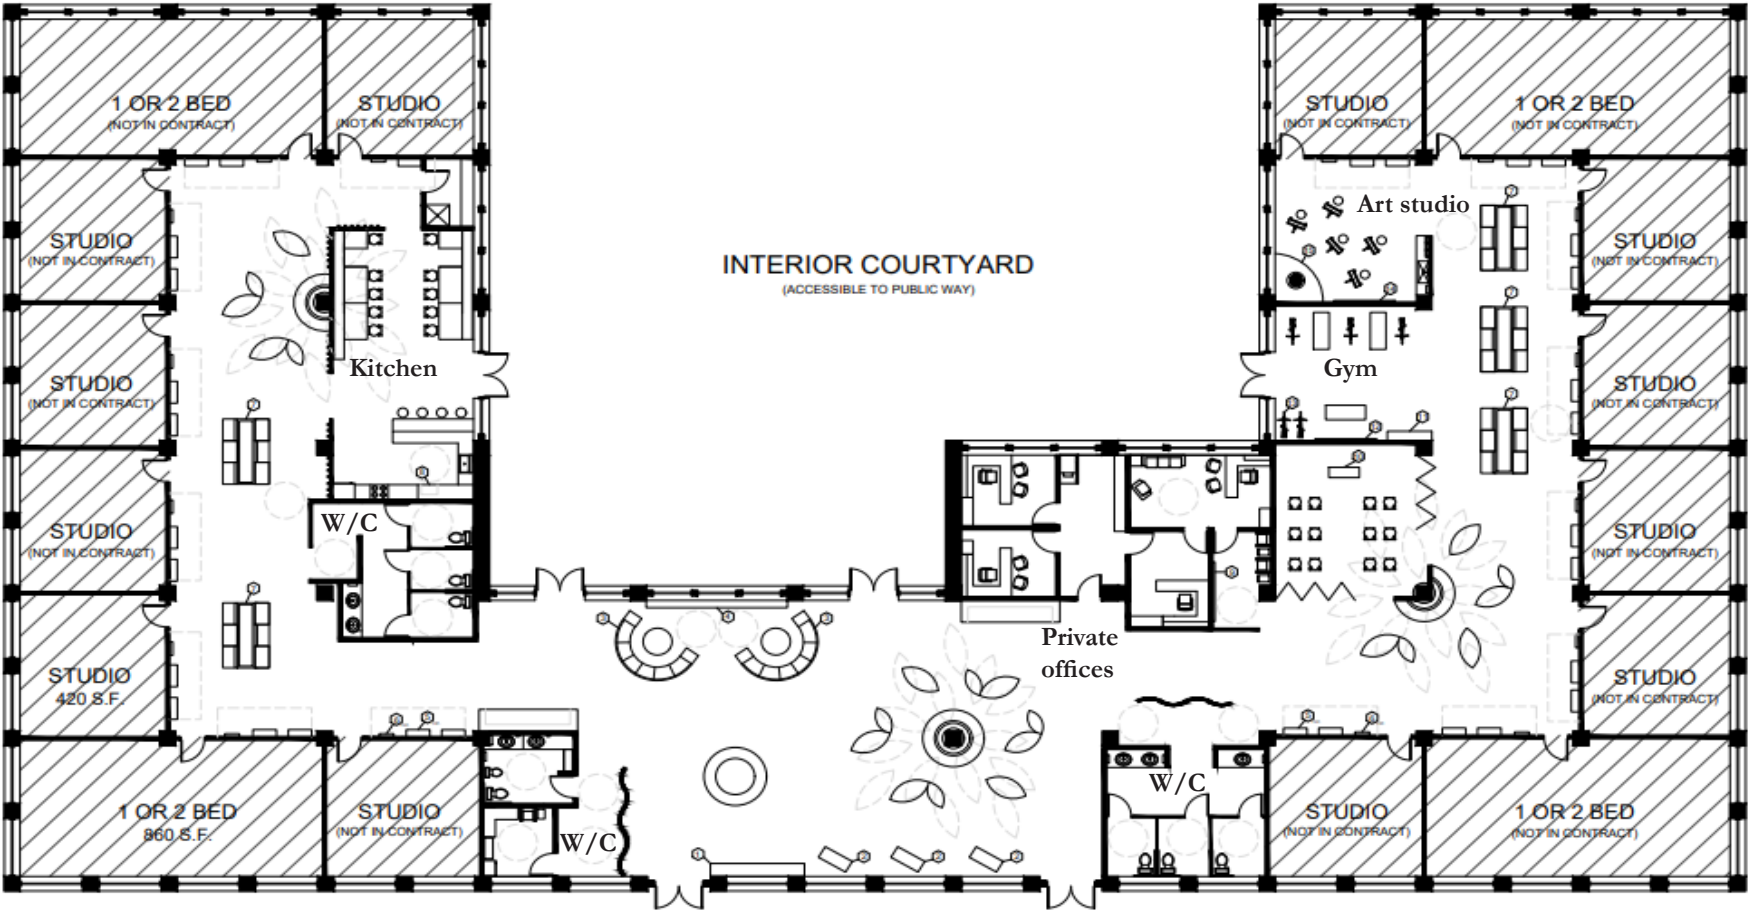 1 OR 2 BED
(NOT IN CONTRACT)
STUDIO
(NOT IN CONTRACT)
STUDIO
(NOT IN CONTRACT)
1 OR 2 BED
(NOT IN CONTRACT)
STUDIO
(NOT IN CONTRACT)
Art studio
STUDIO
(NOT IN CONTRACT)
INTERIOR COURTYARD
(ACCESSIBLE TO PUBLIC WAY)
STUDIO
(NOT IN CONTRACT)
Kitchen
Gym
STUDIO
(NOT IN CONTRACT)
STUDIO
(NOT IN CONTRACT)
W/C
STUDIO
(NOT IN CONTRACT)
STUDIO
420 S.F.
Private
offices
STUDIO
(NOT IN CONTRACT)
1 OR 2 BED
860 S.F.
STUDIO
(NOT IN CONTRACT)
W/C
W/C
STUDIO
(NOT IN CONTRACT)
1 OR 2 BED
(NOT IN CONTRACT)